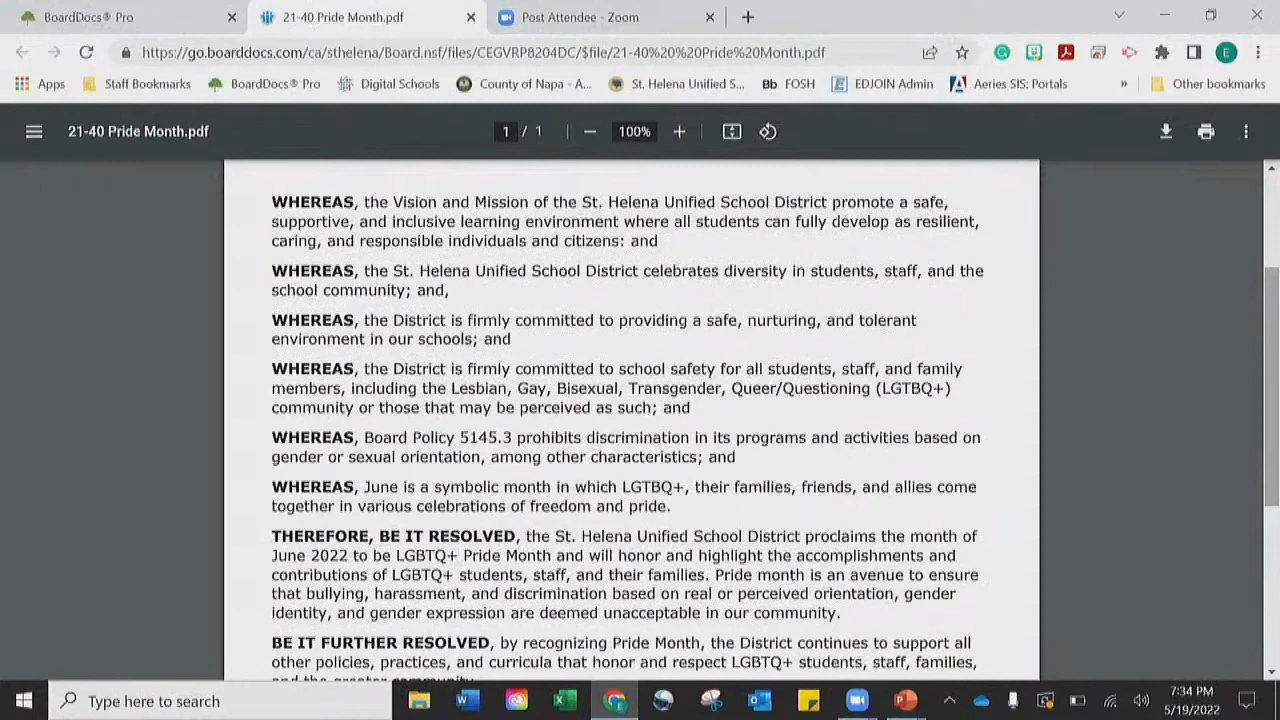 BoardDocs® Pro
21-40 Pride Month.pdf
Post Attendee - Zoom
https://go.boarddocs.com/ca/sthelena/Board.nsf/files/CEGVRP8204DC/$file/21-40%20%20Pride%20Month.pdf
E
Apps
Staff Bookmarks
BoardDocs® Pro
Digital Schools
County of Napa - A...
St. Helena Unified S...
Bb FOSH
EDJOIN Admin
Aeries SIS: Portals
»
Other bookmarks
21-40 Pride Month.pdf
1 / 1
100%
WHEREAS, the Vision and Mission of the St. Helena Unified School District promote a safe,
supportive, and inclusive learning environment where all students can fully develop as resilient,
caring, and responsible individuals and citizens: and
WHEREAS, the St. Helena Unified School District celebrates diversity in students, staff, and the
school community; and,
WHEREAS, the District is firmly committed to providing a safe, nurturing, and tolerant
environment in our schools; and
WHEREAS, the District is firmly committed to school safety for all students, staff, and family
members, including the Lesbian, Gay, Bisexual, Transgender, Queer/Questioning (LGTBQ+)
community or those that may be perceived as such; and
WHEREAS, Board Policy 5145.3 prohibits discrimination in its programs and activities based on
gender or sexual orientation, among other characteristics; and
WHEREAS, June is a symbolic month in which LGTBQ+, their families, friends, and allies come
together in various celebrations of freedom and pride.
THEREFORE, BE IT RESOLVED, the St. Helena Unified School District proclaims the month of
June 2022 to be LGBTQ+ Pride Month and will honor and highlight the accomplishments and
contributions of LGBTQ+ students, staff, and their families. Pride month is an avenue to ensure
that bullying, harassment, and discrimination based on real or perceived orientation, gender
identity, and gender expression are deemed unacceptable in our community.
BE IT FURTHER RESOLVED, by recognizing Pride Month, the District continues to support all
other policies, practices, and curricula that honor and respect LGBTQ+ students, staff, families,
and the greater community.
Type here to search
7:34 PM
5/19/2022